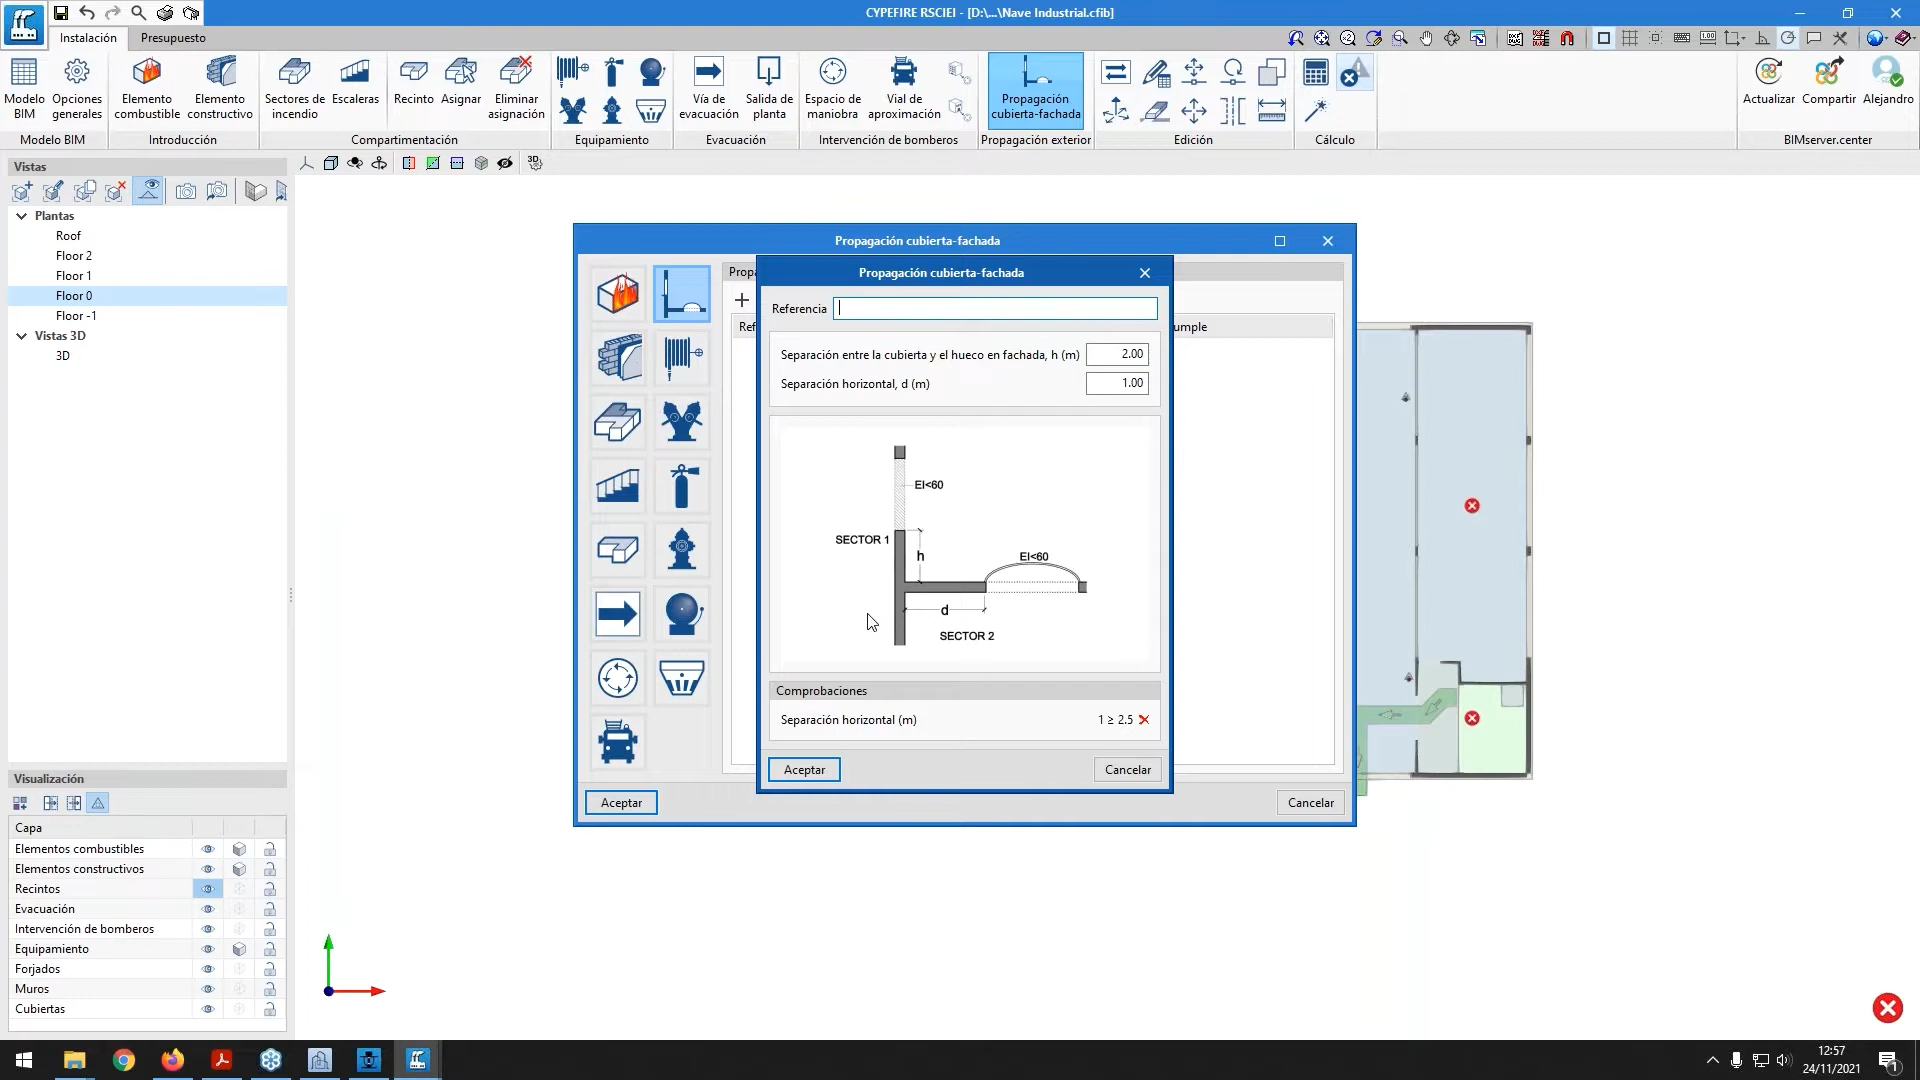 CYPEFIRE RSCIEI - [D:\...\Nave Industrial.cfib]
Instalación
Presupuesto
Modelo BIM
Opciones generales
Elemento combustible
Elemento constructivo
Sectores de incendio
Escaleras
Recinto
Asignar
Eliminar asignación
Vía de evacuación
Salida de planta
Espacio de maniobra
Vial de aproximación
Propagación cubierta-fachada
Actualizar
Compartir
Alejandro
Modelo BIM
Introducción
Compartimentación
Equipamiento
Evacuación
Intervención de bomberos
Propagación exterior
Edición
Cálculo
BIMserver.center
Vistas
Plantas
Roof
Floor 2
Floor 1
Floor 0
Floor -1
Vistas 3D
3D
Visualización
Capa
Elementos combustibles
Elementos constructivos
Recintos
Evacuación
Intervención de bomberos
Equipamiento
Forjados
Muros
Cubiertas
Propagación cubierta-fachada
Propa
Ref
umple
Aceptar
Cancelar
Propagación cubierta-fachada
Referencia
Separación entre la cubierta y el hueco en fachada, h (m) 2.00
Separación horizontal, d (m) 1.00
EI<60
SECTOR 1
h
EI<60
d
SECTOR 2
Comprobaciones
Separación horizontal (m) 1 ≥ 2.5
Aceptar
Cancelar
12:57
24/11/2021